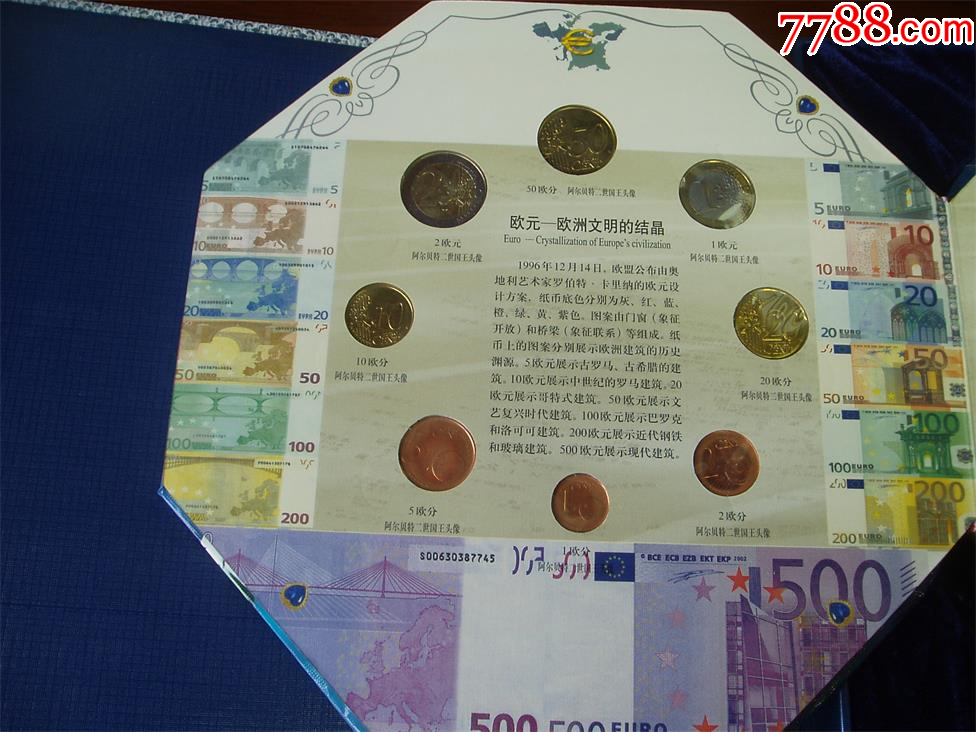 7788.com
50欧分 阿尔贝特二世国王头像
2欧元
阿尔贝特二世国王头像
1欧元
阿尔贝特二世国王头像
欧元—欧洲文明的结晶
Euro — Crystallization of Europe's civilization
1996年12月14日，欧盟公布由奥
地利艺术家罗伯特·卡里纳的欧元设
计方案，纸币底色分别为灰、红、蓝、
橙、绿、黄、紫色。图案由门窗（象征
开放）和桥梁（象征联系）等组成。纸
币上的图案分别展示欧洲建筑的历史
渊源。5欧元展示古罗马、古希腊的建
筑。10欧元展示中世纪的罗马建筑。20
欧元展示哥特式建筑。50欧元展示文
艺复兴时代建筑。100欧元展示巴罗克
和洛可可建筑。200欧元展示近代钢铁
和玻璃建筑。500欧元展示现代建筑。
10欧分
阿尔贝特二世国王头像
20欧分
阿尔贝特二世国王头像
5欧分
阿尔贝特二世国王头像
1欧分
阿尔贝特二世国王头像
2欧分
阿尔贝特二世国王头像
5
10
20
50 50
100 100
200
5 EURO
10
10 EURO
20
20 EURO
50
50 EURO
100
100 EURO
200
200 EURO
S00630387745
© BCE ECB EZB EKT EKP 2002
500
500 500 EURO